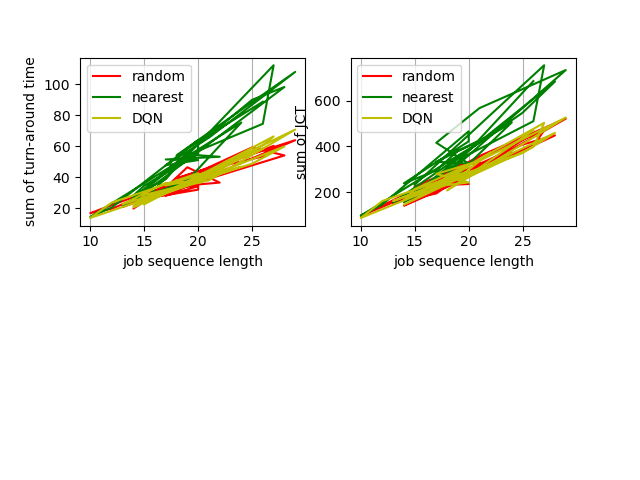 sum of turn-around time
100
80
60
40
20
random
nearest
DQN
10
15
20
25
job sequence length
sum of JCT
600
400
200
random
nearest
DQN
10
15
20
25
job sequence length